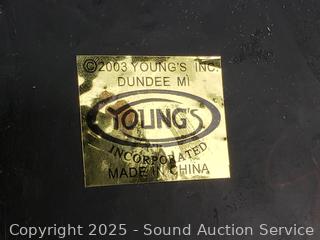 ©2003 YOUNG'S INC.
DUNDEE MI
YOUNG'S
INCORPORATED
MADE IN CHINA
Copyright 2025 - Sound Auction Service